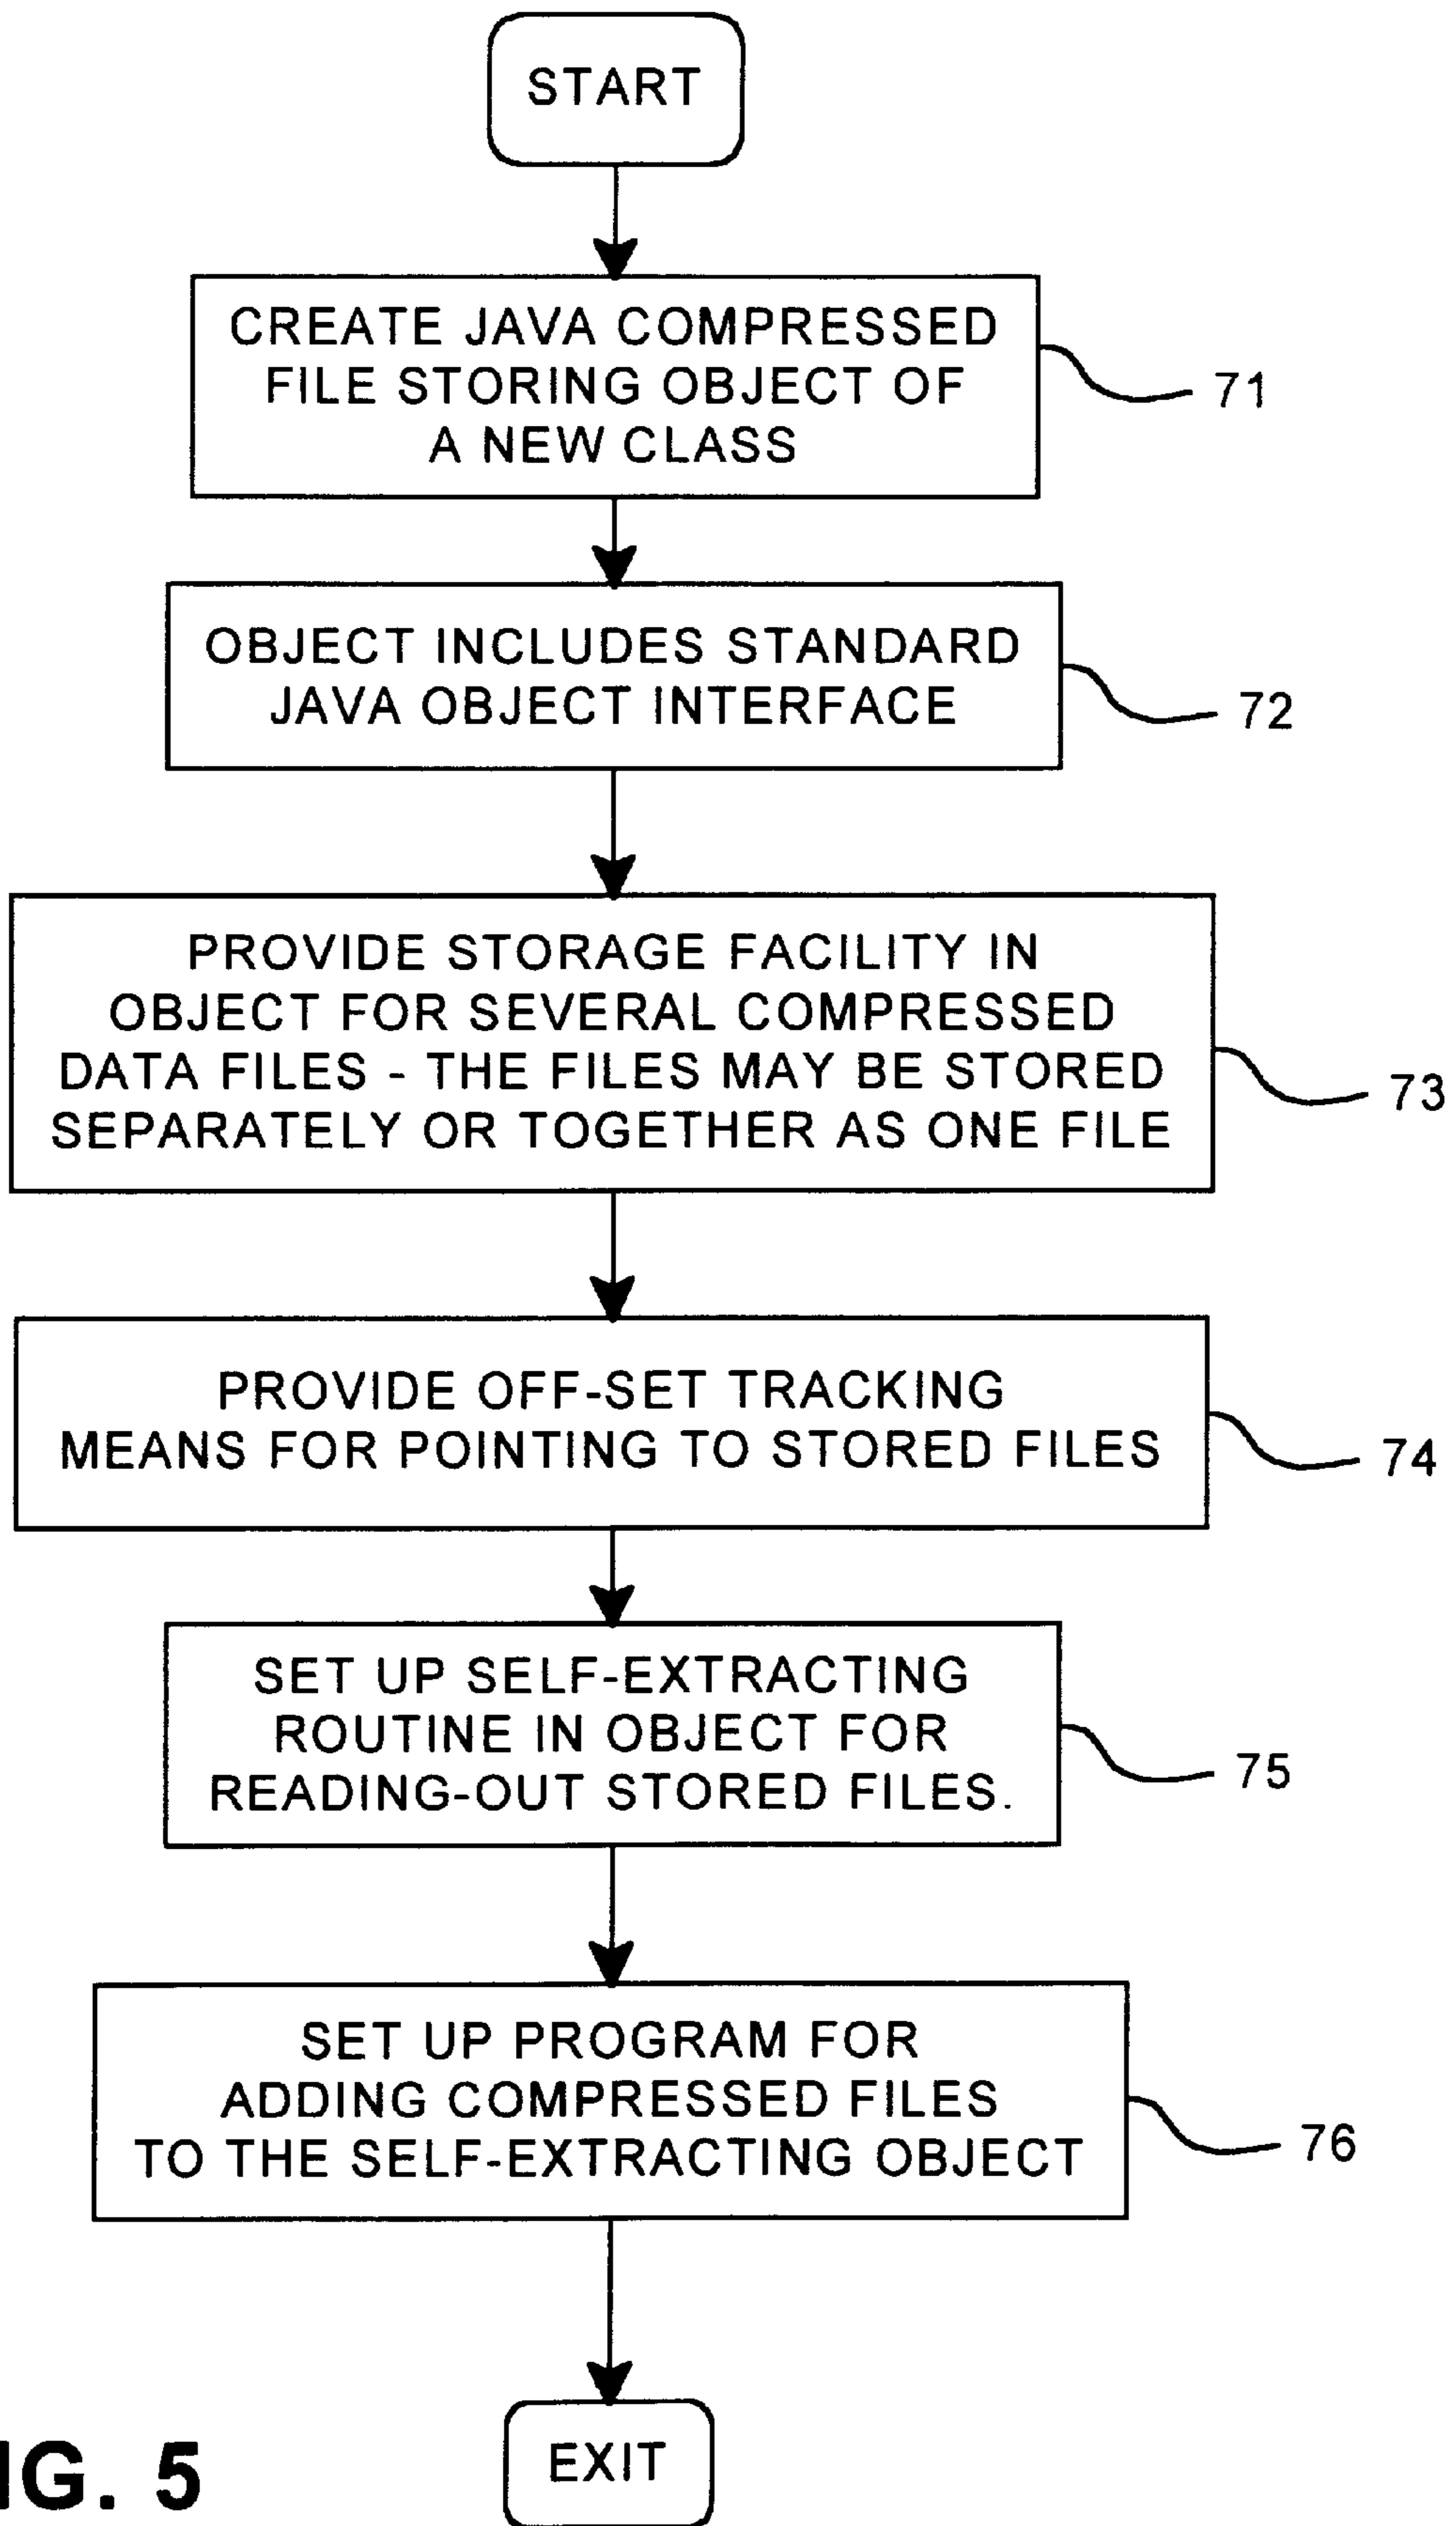 START
CREATE JAVA COMPRESSED
FILE STORING OBJECT OF
A NEW CLASS
71
OBJECT INCLUDES STANDARD
JAVA OBJECT INTERFACE
72
PROVIDE STORAGE FACILITY IN
OBJECT FOR SEVERAL COMPRESSED
DATA FILES - THE FILES MAY BE STORED
SEPARATELY OR TOGETHER AS ONE FILE
73
PROVIDE OFF-SET TRACKING
MEANS FOR POINTING TO STORED FILES
74
SET UP SELF-EXTRACTING
ROUTINE IN OBJECT FOR
READING-OUT STORED FILES.
75
SET UP PROGRAM FOR
ADDING COMPRESSED FILES
TO THE SELF-EXTRACTING OBJECT
76
EXIT
IG. 5